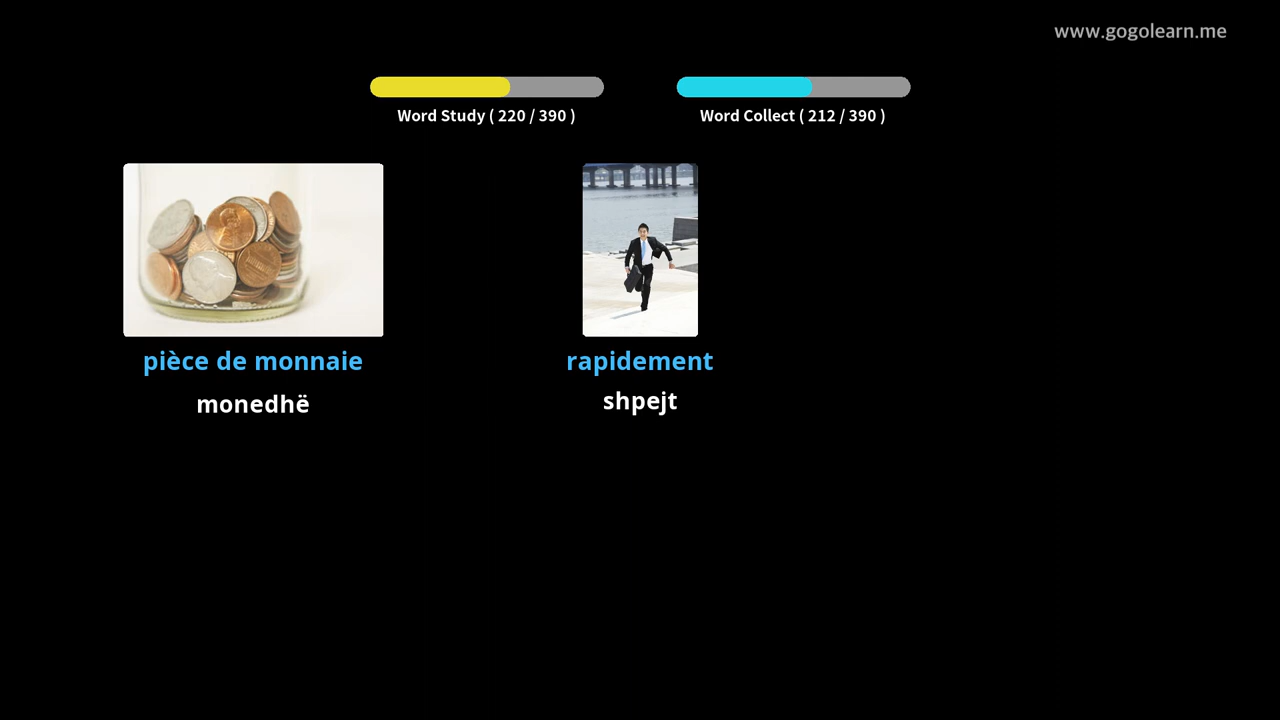 www.gogolearn.me
Word Study ( 220 / 390 )
Word Collect ( 212 / 390 )
pièce de monnaie
monedhë
rapidement
shpejt